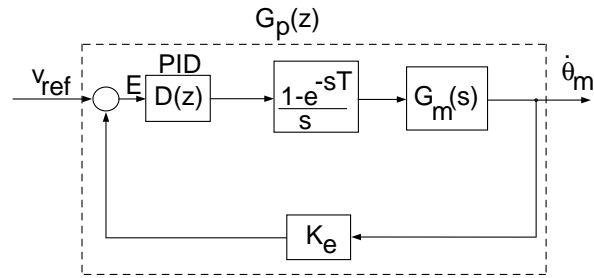 G_p(z)
v_ref
E
PID
D(z)
1-e^-sT
s
G_m(s)
θ̇_m
K_e